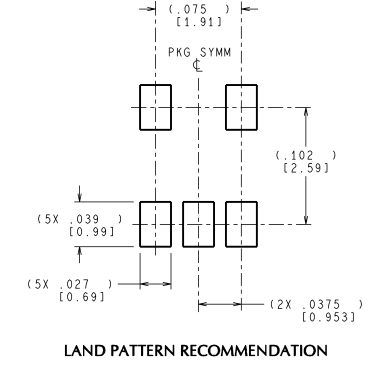 (.075 )
[1.91]
PKG SYMM
℄
(.102 )
[2.59]
(5X .039 )
[0.99]
(5X .027 )
[0.69]
(2X .0375 )
[0.953]
LAND PATTERN RECOMMENDATION